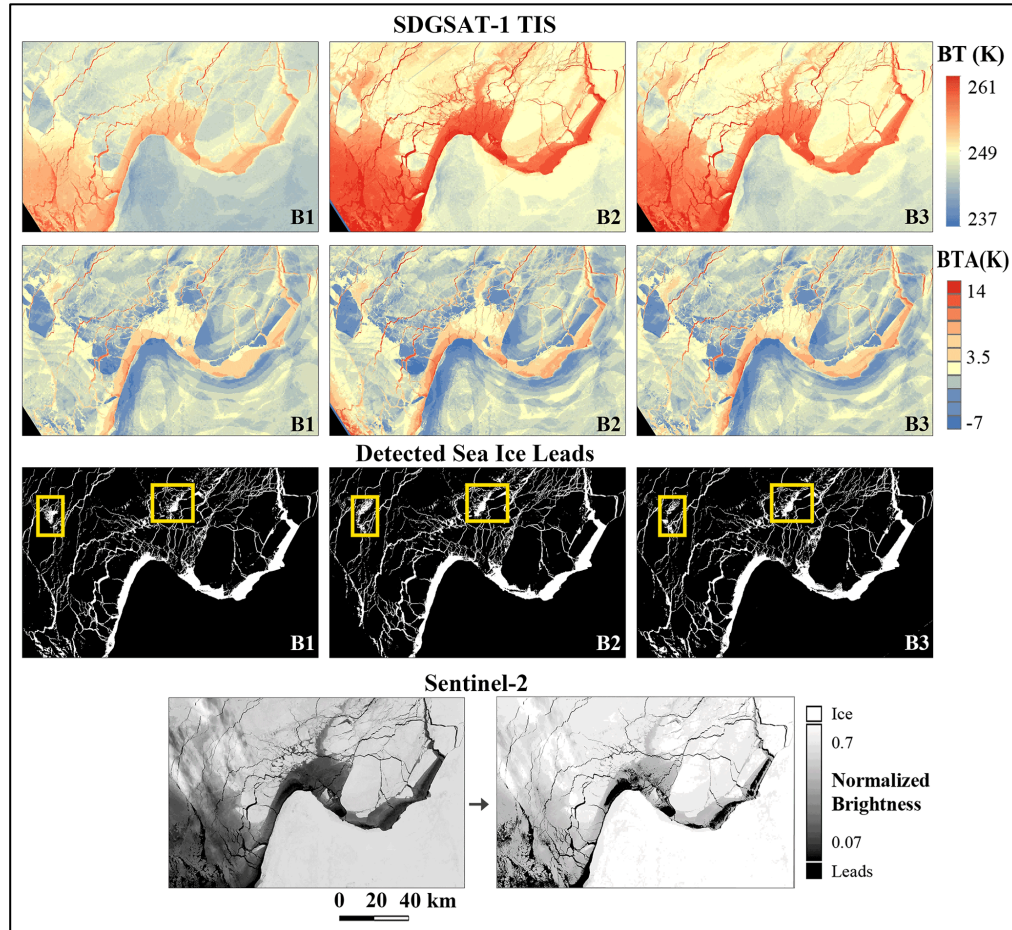 SDGSAT-1 TIS
BT (K)
261
249
237
B1
B2
B3
BTA(K)
14
3.5
-7
B1
B2
B3
Detected Sea Ice Leads
B1
B2
B3
Sentinel-2
Ice
0.7
Normalized
Brightness
0.07
Leads
0 20 40 km